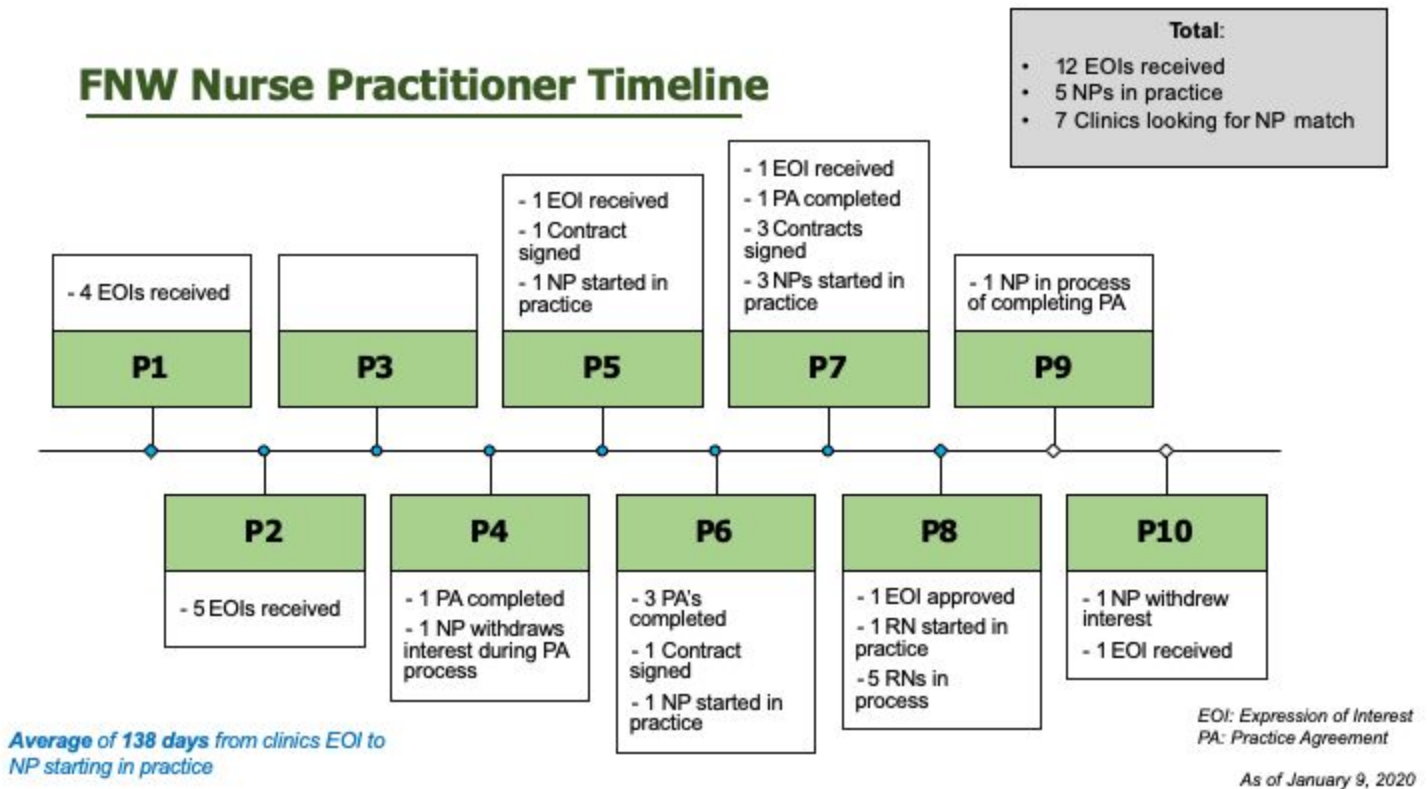 FNW Nurse Practitioner Timeline
Total:
• 12 EOIs received
• 5 NPs in practice
• 7 Clinics looking for NP match
- 4 EOIs received
P1
P3
- 1 EOI received
- 1 Contract
signed
- 1 NP started in
practice
P5
- 1 EOI received
- 1 PA completed
- 3 Contracts
signed
- 3 NPs started in
practice
P7
- 1 NP in process
of completing PA
P9
P2
- 5 EOIs received
P4
- 1 PA completed
- 1 NP withdraws
interest during PA
process
P6
- 3 PA's
completed
- 1 Contract
signed
- 1 NP started in
practice
P8
- 1 EOI approved
- 1 RN started in
practice
- 5 RNs in
process
P10
- 1 NP withdrew
interest
- 1 EOI received
Average of 138 days from clinics EOI to
NP starting in practice
EOI: Expression of Interest
PA: Practice Agreement
As of January 9, 2020